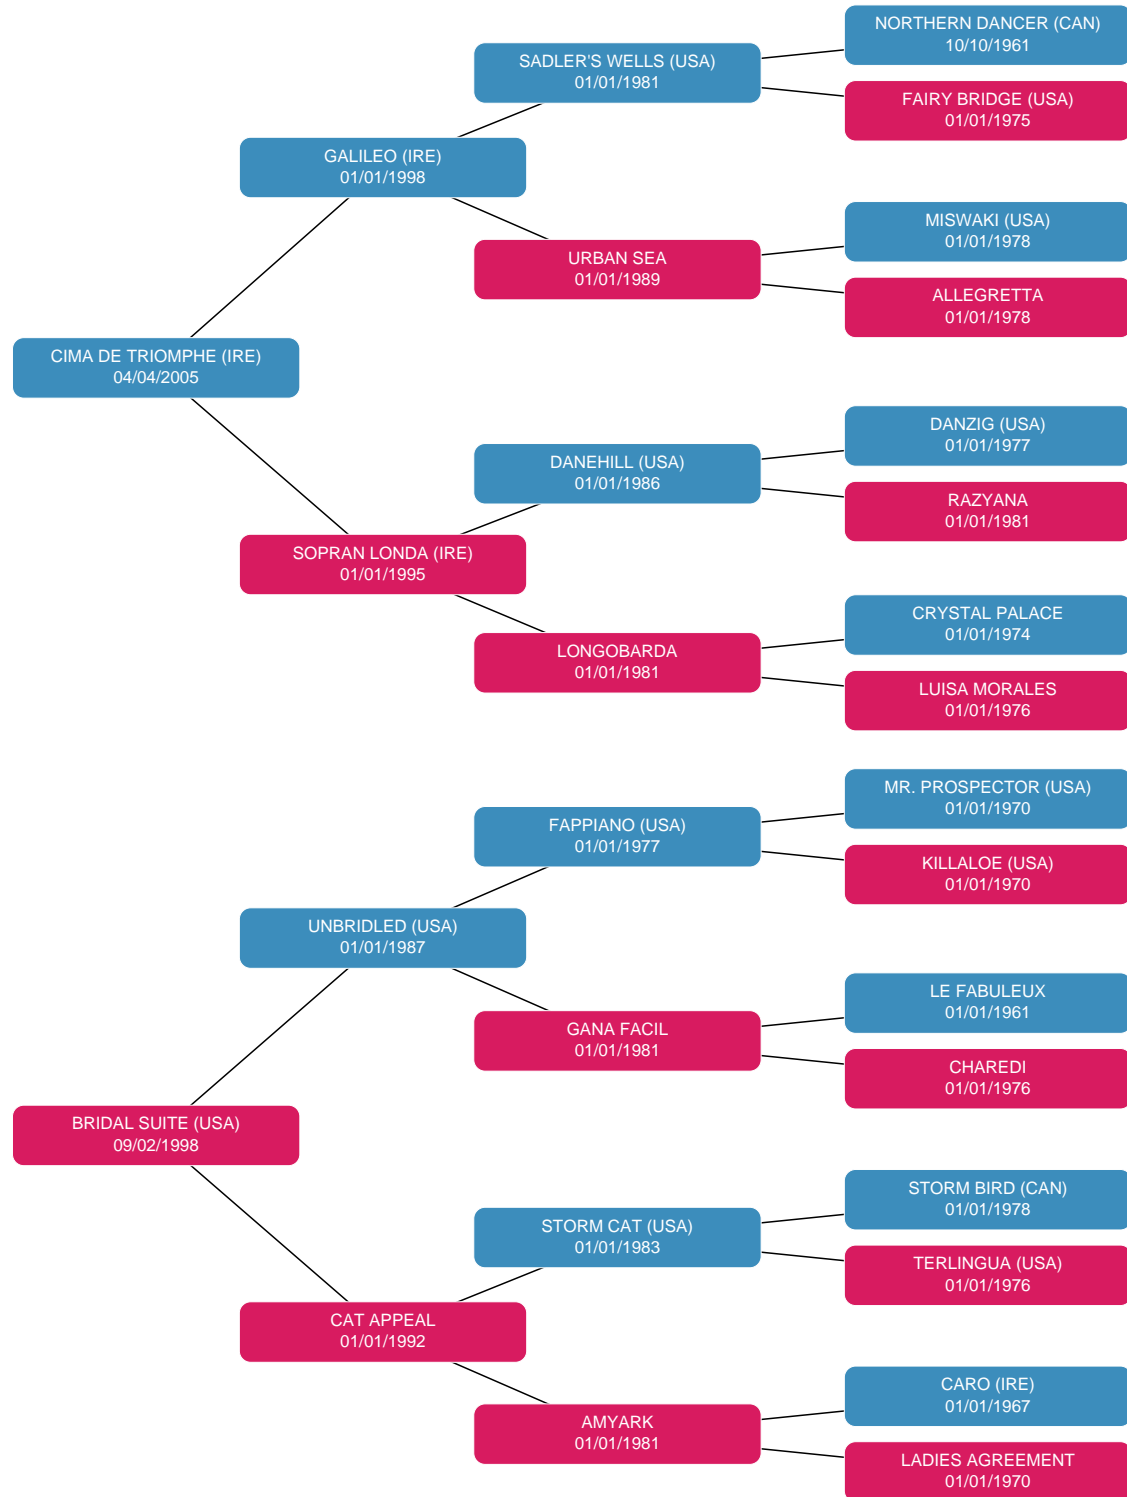 NORTHERN DANCER (CAN)
10/10/1961
SADLER'S WELLS (USA)
01/01/1981
FAIRY BRIDGE (USA)
01/01/1975
GALILEO (IRE)
01/01/1998
MISWAKI (USA)
01/01/1978
URBAN SEA
01/01/1989
ALLEGRETTA
01/01/1978
CIMA DE TRIOMPHE (IRE)
04/04/2005
DANZIG (USA)
01/01/1977
DANEHILL (USA)
01/01/1986
RAZYANA
01/01/1981
SOPRAN LONDA (IRE)
01/01/1995
CRYSTAL PALACE
01/01/1974
LONGOBARDA
01/01/1981
LUISA MORALES
01/01/1976
MR. PROSPECTOR (USA)
01/01/1970
FAPPIANO (USA)
01/01/1977
KILLALOE (USA)
01/01/1970
UNBRIDLED (USA)
01/01/1987
LE FABULEUX
01/01/1961
GANA FACIL
01/01/1981
CHAREDI
01/01/1976
BRIDAL SUITE (USA)
09/02/1998
STORM BIRD (CAN)
01/01/1978
STORM CAT (USA)
01/01/1983
TERLINGUA (USA)
01/01/1976
CAT APPEAL
01/01/1992
CARO (IRE)
01/01/1967
AMYARK
01/01/1981
LADIES AGREEMENT
01/01/1970